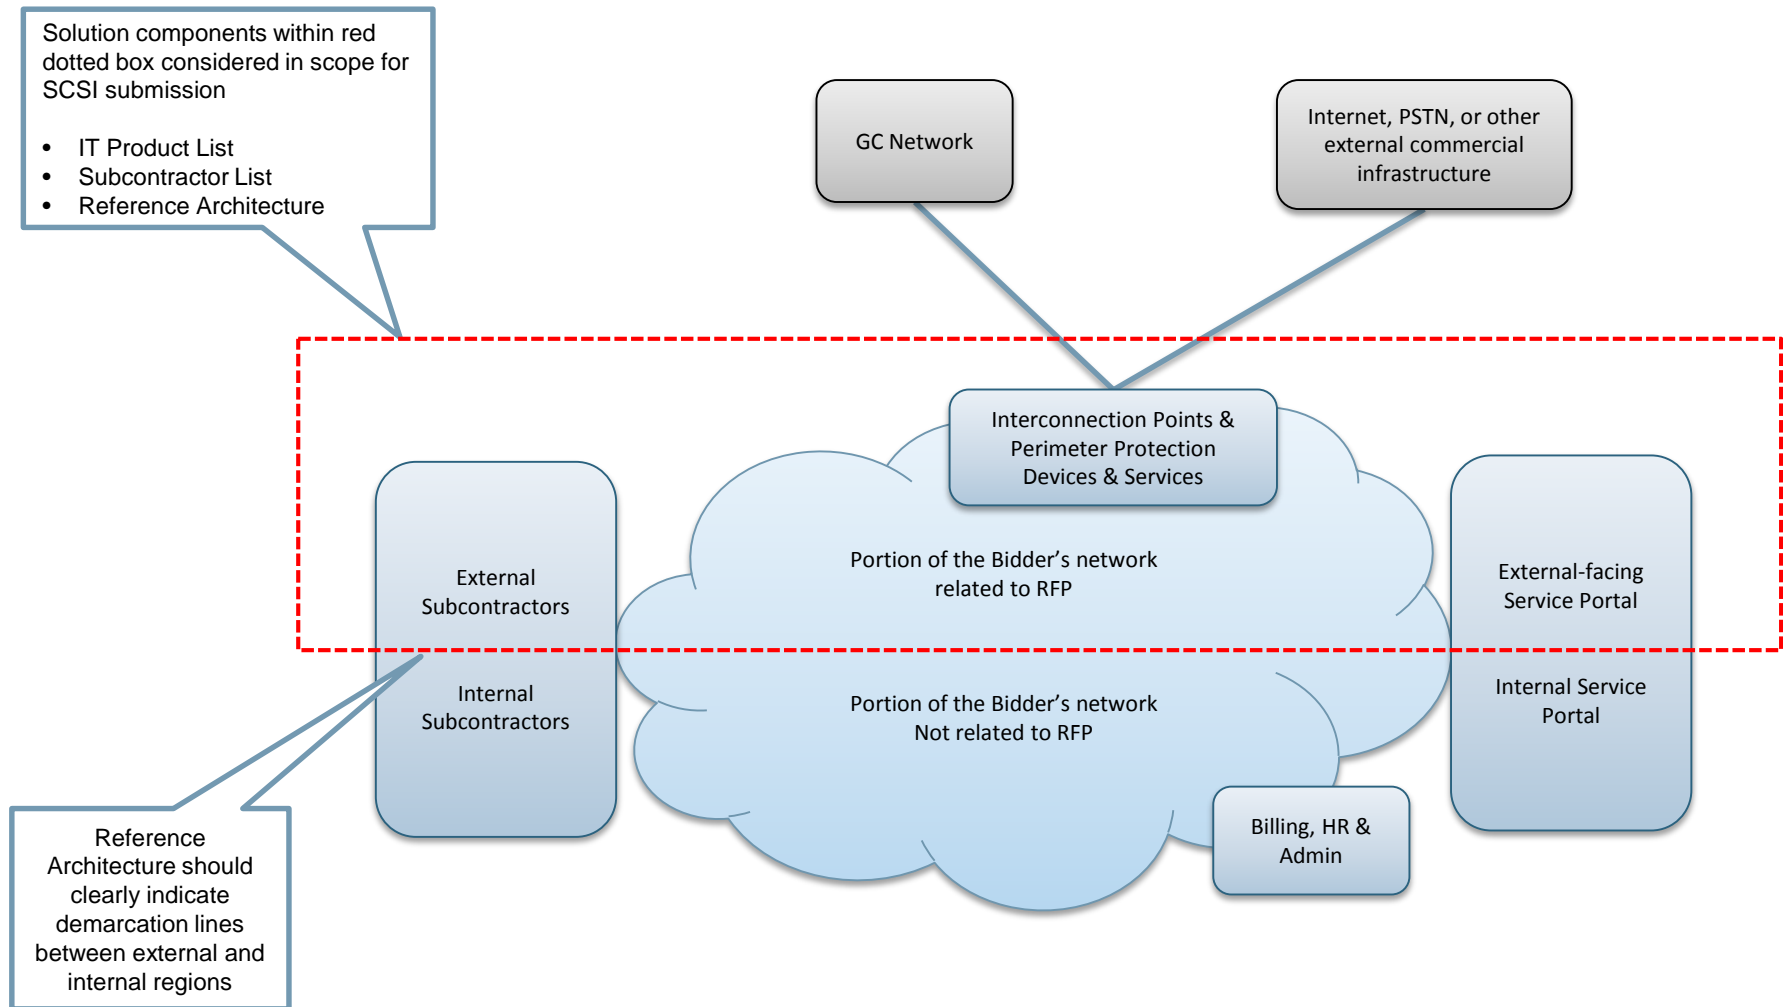 Solution components within red
dotted box considered in scope for
SCSI submission
• IT Product List
• Subcontractor List
• Reference Architecture
GC Network
Internet, PSTN, or other
external commercial
infrastructure
Interconnection Points &
Perimeter Protection
Devices & Services
Portion of the Bidder’s network
related to RFP
External
Subcontractors
External-facing
Service Portal
Internal
Subcontractors
Portion of the Bidder’s network
Not related to RFP
Internal Service
Portal
Billing, HR &
Admin
Reference
Architecture should
clearly indicate
demarcation lines
between external and
internal regions